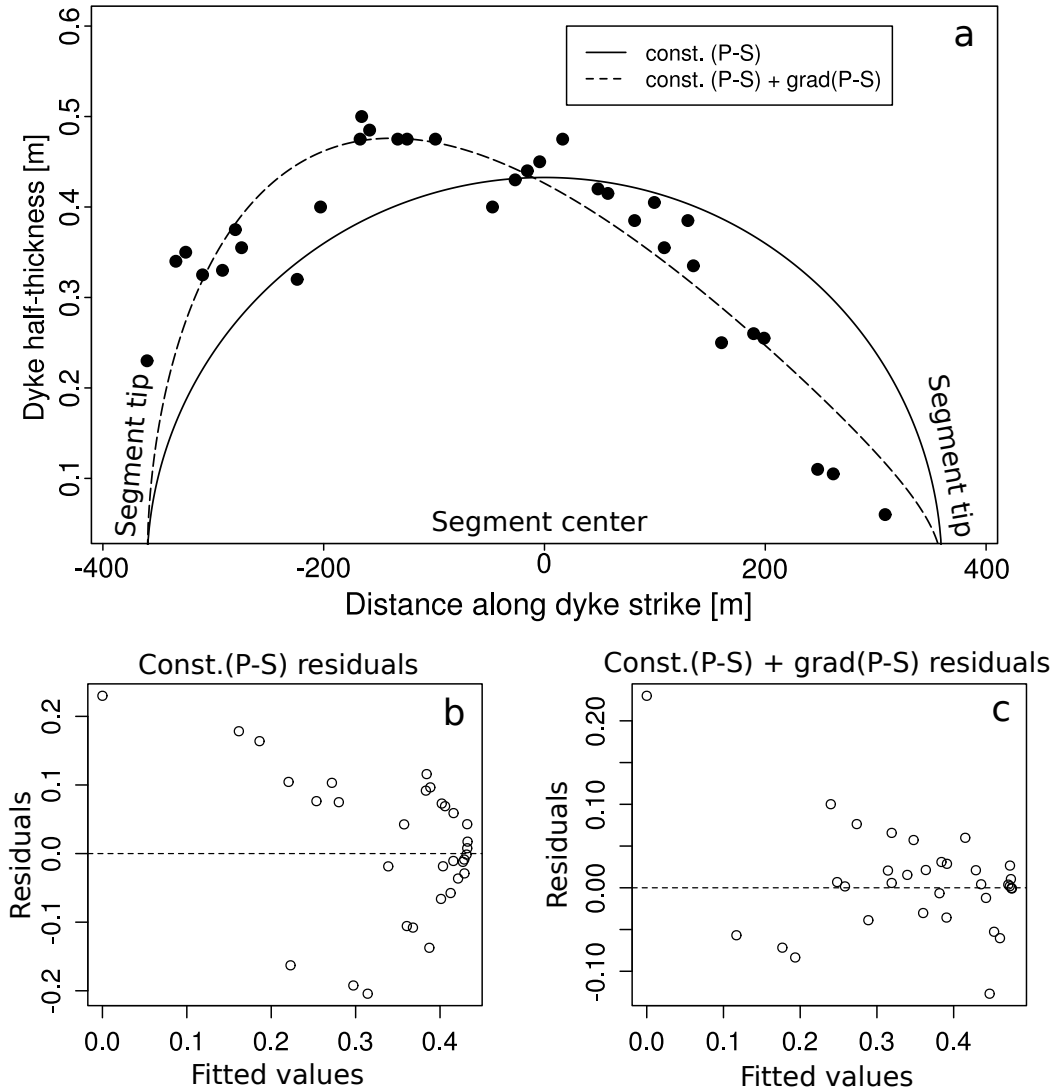 a
const. (P-S)
const. (P-S) + grad(P-S)
Dyke half-thickness [m]
0.6
0.5
0.4
0.3
0.2
0.1
Segment tip
Segment center
Segment tip
-400
-200
0
200
400
Distance along dyke strike [m]
Const.(P-S) residuals
b
Residuals
0.2
0.1
0.0
-0.1
-0.2
0.0
0.1
0.2
0.3
0.4
Fitted values
Const.(P-S) + grad(P-S) residuals
c
Residuals
0.20
0.10
0.00
-0.10
0.0
0.1
0.2
0.3
0.4
Fitted values